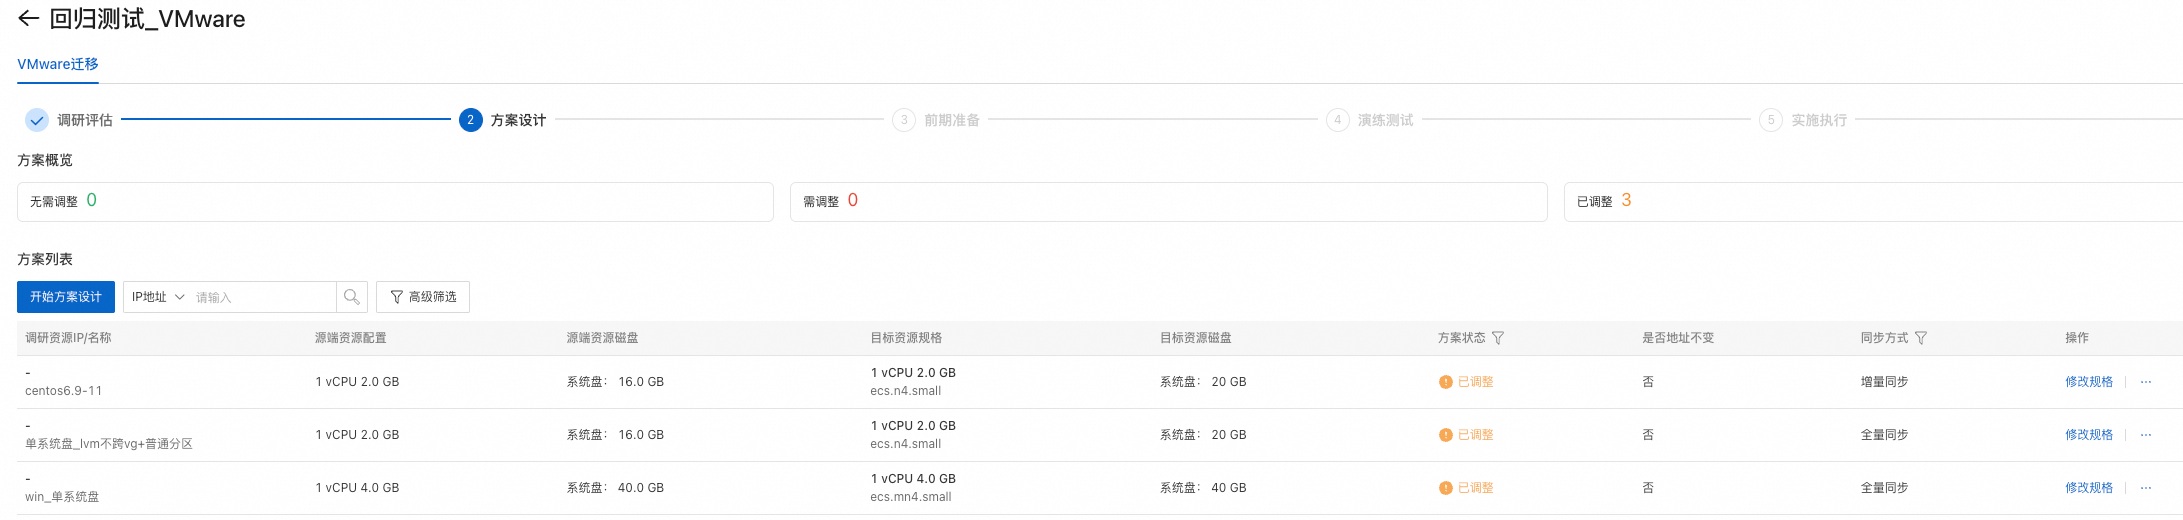 回归测试_VMware
VMware迁移
调研评估
2 方案设计
3 前期准备
4 演练测试
5 实施执行
方案概览
无需调整 0
需调整 0
已调整 3
方案列表
开始方案设计 IP地址 请输入 高级筛选
调研资源IP/名称 源端资源配置 源端资源磁盘 目标资源规格 目标资源磁盘 方案状态 是否地址不变 同步方式 操作
- 1 vCPU 2.0 GB
centos6.9-11 1 vCPU 2.0 GB 系统盘： 16.0 GB ecs.n4.small 系统盘： 20 GB 已调整 否 增量同步 修改规格 ...
- 1 vCPU 2.0 GB
单系统盘_lvm不跨vg+普通分区 1 vCPU 2.0 GB 系统盘： 16.0 GB ecs.n4.small 系统盘： 20 GB 已调整 否 全量同步 修改规格 ...
- 1 vCPU 4.0 GB
win_单系统盘 1 vCPU 4.0 GB 系统盘： 40.0 GB ecs.mn4.small 系统盘： 40 GB 已调整 否 全量同步 修改规格 ...